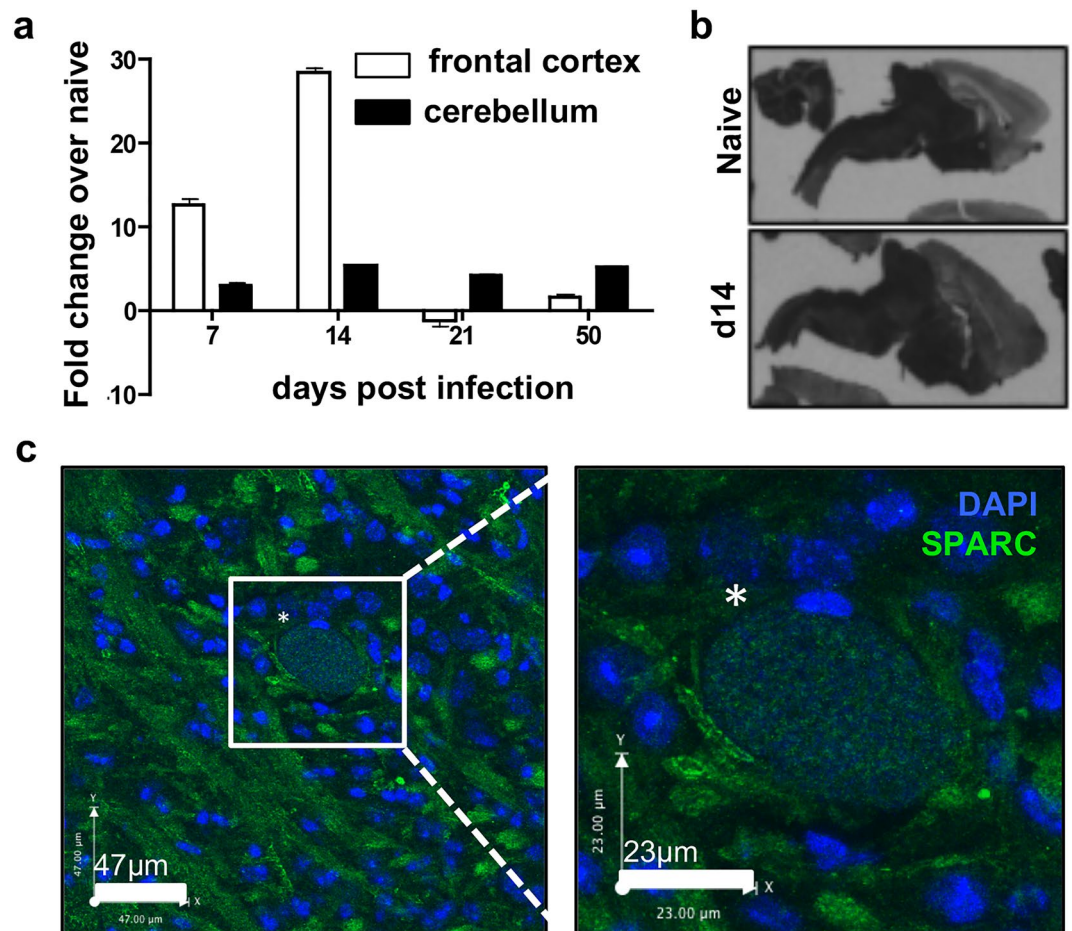 a
Fold change over naive
30
20
10
0
-10
frontal cortex
cerebellum
7 14 21 50
days post infection
b
Naive
d14
c
*
Y
47.00 µm
47µm
X
47.00 µm
DAPI
SPARC
*
Y
23.00 µm
23µm
X
23.00 µm